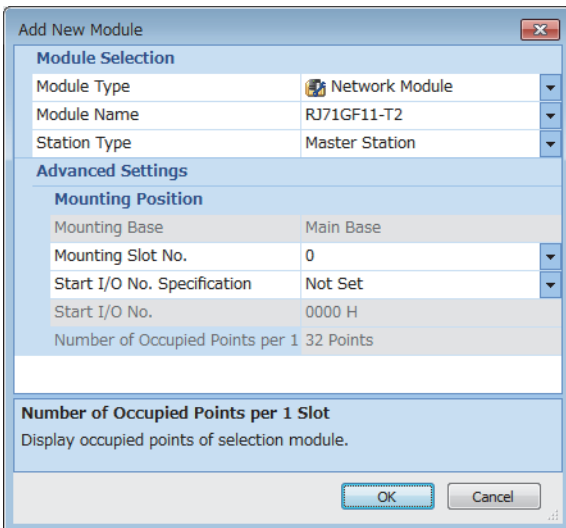 Add New Module
Module Selection
Module Type Network Module
Module Name RJ71GF11-T2
Station Type Master Station
Advanced Settings
Mounting Position
Mounting Base Main Base
Mounting Slot No. 0
Start I/O No. Specification Not Set
Start I/O No. 0000 H
Number of Occupied Points per 1 32 Points
Number of Occupied Points per 1 Slot
Display occupied points of selection module.
OK Cancel